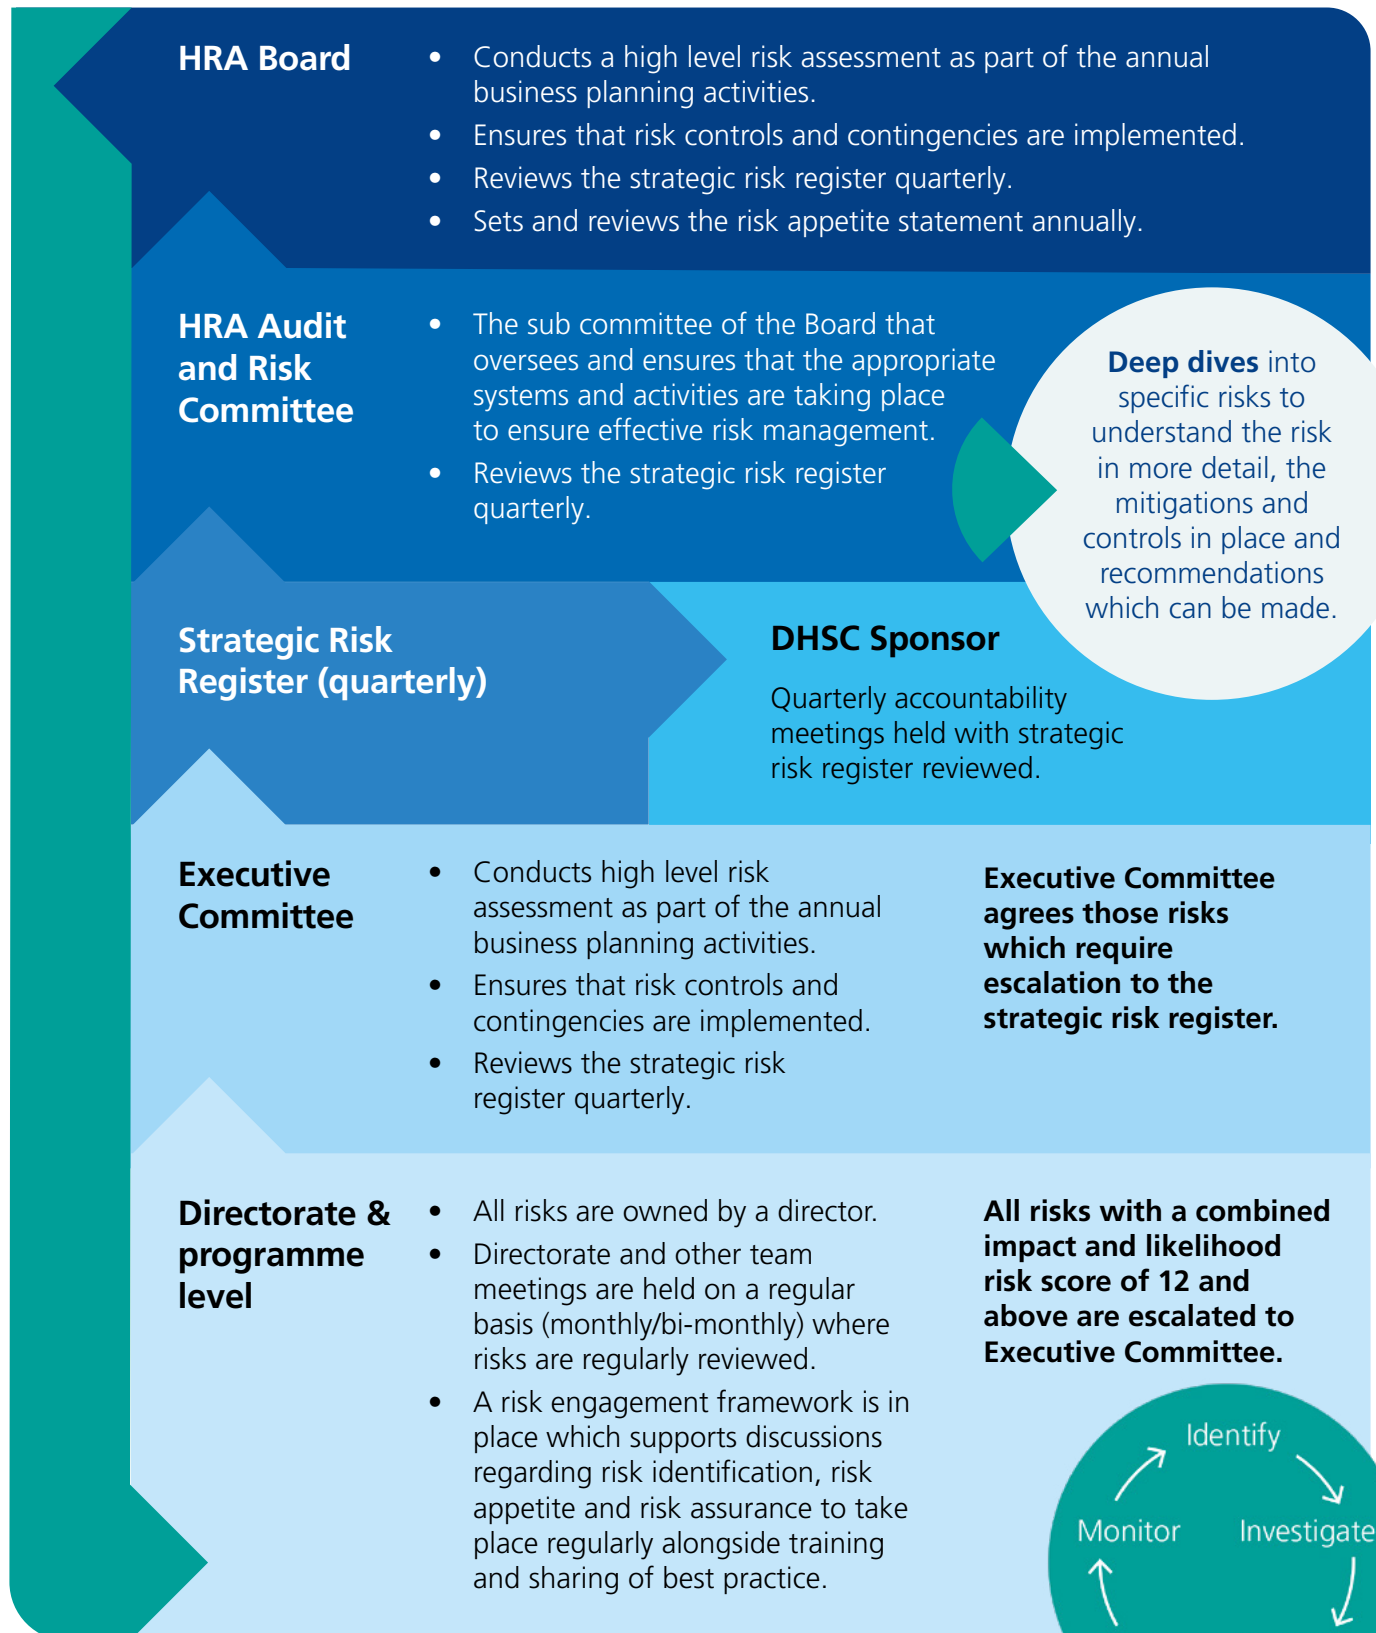 HRA Board
• Conducts a high level risk assessment as part of the annual
business planning activities.
• Ensures that risk controls and contingencies are implemented.
• Reviews the strategic risk register quarterly.
• Sets and reviews the risk appetite statement annually.
HRA Audit
and Risk
Committee
• The sub committee of the Board that
oversees and ensures that the appropriate
systems and activities are taking place
to ensure effective risk management.
• Reviews the strategic risk register
quarterly.
Deep dives into
specific risks to
understand the risk
in more detail, the
mitigations and
controls in place and
recommendations
which can be made.
Strategic Risk
Register (quarterly)
DHSC Sponsor
Quarterly accountability
meetings held with strategic
risk register reviewed.
Executive
Committee
• Conducts high level risk
assessment as part of the annual
business planning activities.
• Ensures that risk controls and
contingencies are implemented.
• Reviews the strategic risk
register quarterly.
Executive Committee
agrees those risks
which require
escalation to the
strategic risk register.
Directorate &
programme
level
• All risks are owned by a director.
• Directorate and other team
meetings are held on a regular
basis (monthly/bi-monthly) where
risks are regularly reviewed.
• A risk engagement framework is in
place which supports discussions
regarding risk identification, risk
appetite and risk assurance to take
place regularly alongside training
and sharing of best practice.
All risks with a combined
impact and likelihood
risk score of 12 and
above are escalated to
Executive Committee.
Identify
Monitor
Investigate